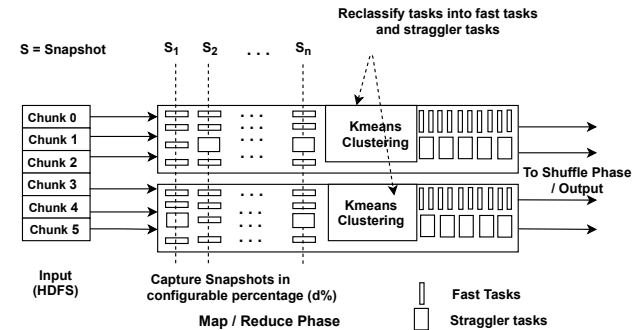 Reclassify tasks into fast tasks
and straggler tasks
S = Snapshot
S1 S2 . . . Sn
Chunk 0
Chunk 1
Chunk 2
Chunk 3
Chunk 4
Chunk 5
. . .
. . .
. . .
. . .
Kmeans
Clustering
. . .
. . .
. . .
. . .
Kmeans
Clustering
To Shuffle Phase
/ Output
Input
(HDFS)
Capture Snapshots in
configurable percentage (d%)
Map / Reduce Phase
Fast Tasks
Straggler tasks